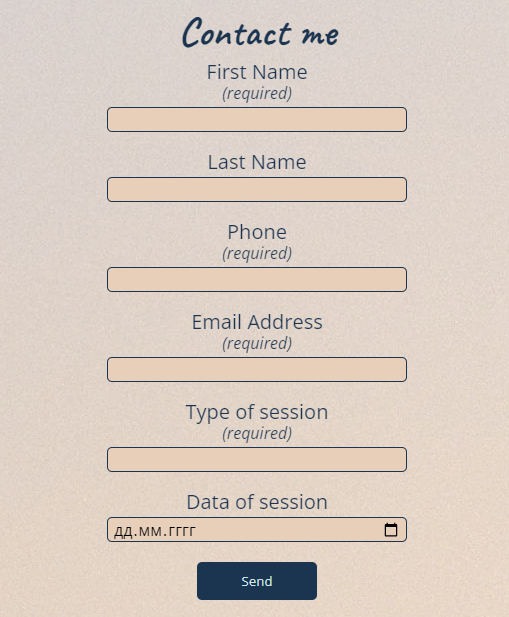 Contact me
First Name
(required)
Last Name
Phone
(required)
Email Address
(required)
Type of session
(required)
Data of session
дд.мм.гггг
Send